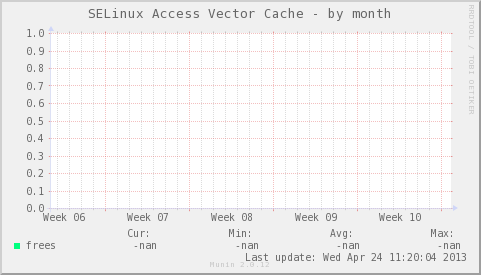 SELinux Access Vector Cache - by month
RRDTOOL / TOBI OETIKER
1.0
0.9
0.8
0.7
0.6
0.5
0.4
0.3
0.2
0.1
0.0
Week 06 Week 07 Week 08 Week 09 Week 10
Cur: Min: Avg: Max:
frees -nan -nan -nan -nan
Last update: Wed Apr 24 11:20:04 2013
Munin 2.0.12